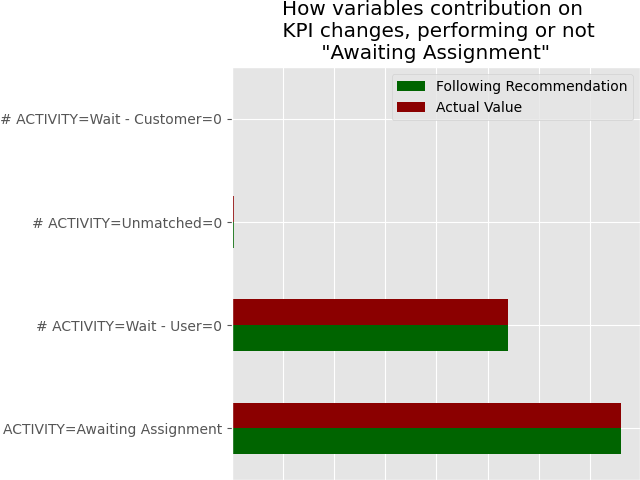 How variables contribution on
KPI changes, performing or not
"Awaiting Assignment"
Following Recommendation
Actual Value
# ACTIVITY=Wait - Customer=0
# ACTIVITY=Unmatched=0
# ACTIVITY=Wait - User=0
ACTIVITY=Awaiting Assignment